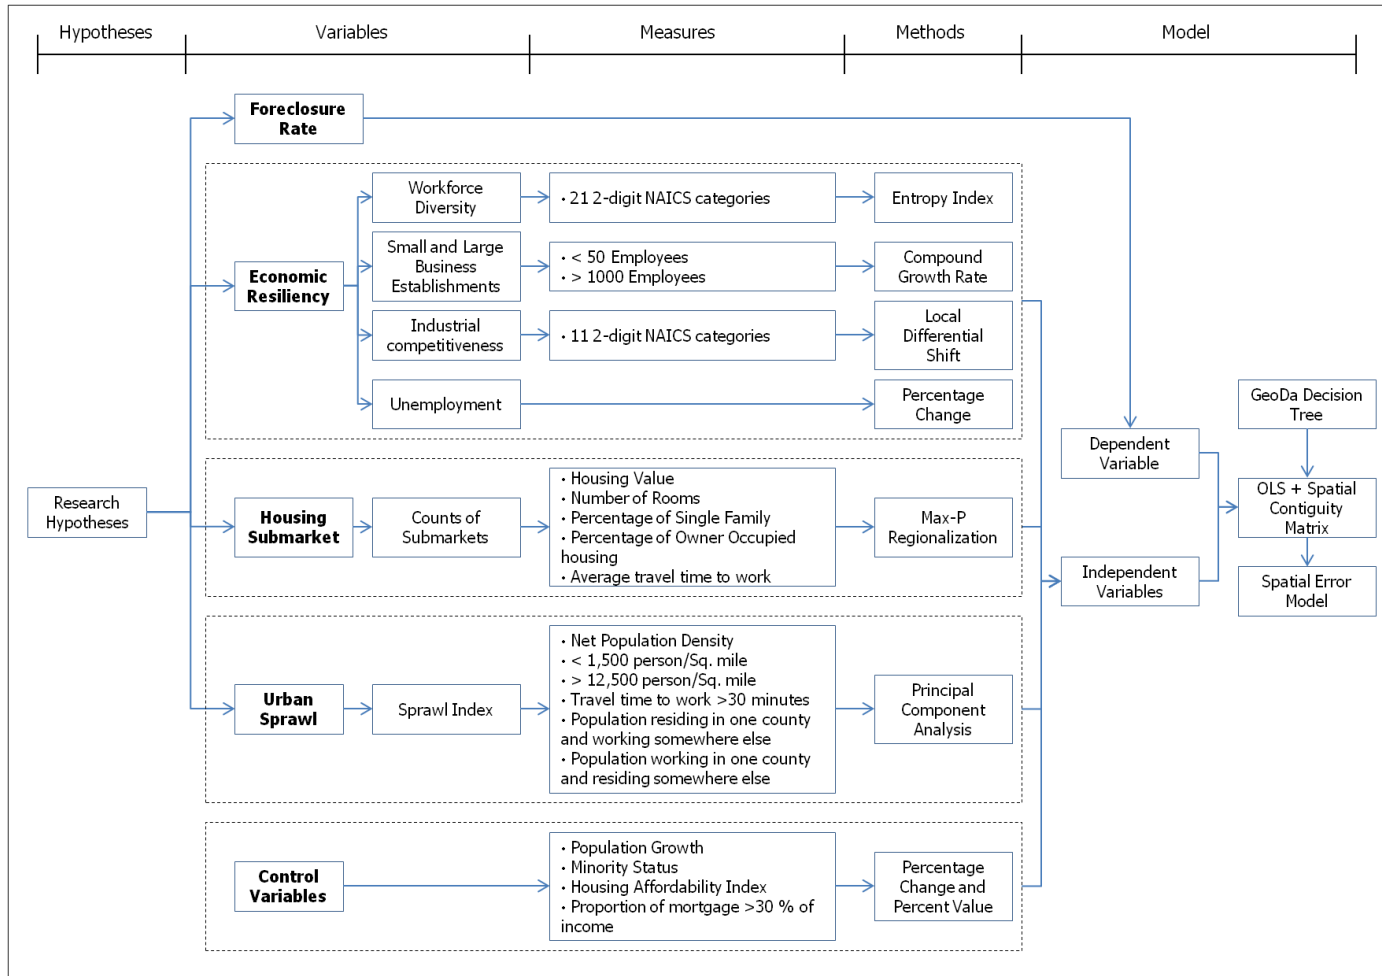 Hypotheses
Variables
Measures
Methods
Model
Foreclosure
Rate
Workforce
Diversity
• 21 2-digit NAICS categories
Entropy Index
Small and Large
Business
Establishments
• < 50 Employees
• > 1000 Employees
Compound
Growth Rate
Economic
Resiliency
Industrial
competitiveness
• 11 2-digit NAICS categories
Local
Differential
Shift
Unemployment
Percentage
Change
GeoDa Decision
Tree
Dependent
Variable
Research
Hypotheses
Housing
Submarket
Counts of
Submarkets
• Housing Value
• Number of Rooms
• Percentage of Single Family
• Percentage of Owner Occupied
housing
• Average travel time to work
Max-P
Regionalization
OLS + Spatial
Contiguity
Matrix
Independent
Variables
Spatial Error
Model
Urban
Sprawl
Sprawl Index
• Net Population Density
• < 1,500 person/Sq. mile
• > 12,500 person/Sq. mile
• Travel time to work >30 minutes
• Population residing in one county
and working somewhere else
• Population working in one county
and residing somewhere else
Principal
Component
Analysis
Control
Variables
• Population Growth
• Minority Status
• Housing Affordability Index
• Proportion of mortgage >30 % of
income
Percentage
Change and
Percent Value